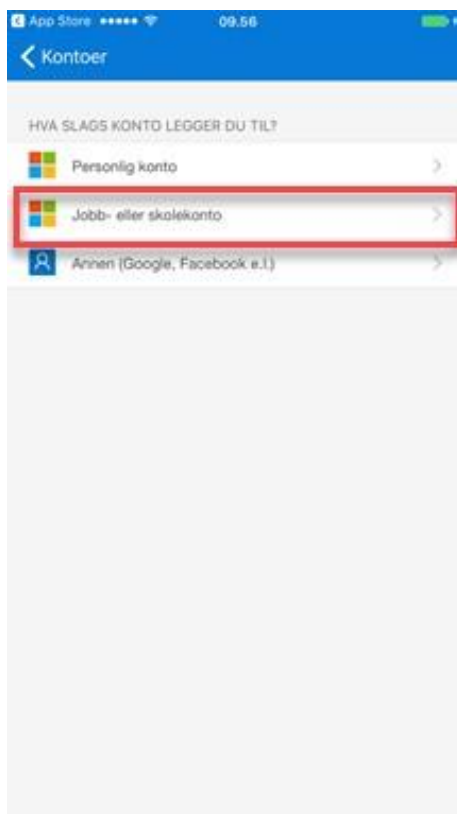 App Store 09.56
Kontoer
HVA SLAGS KONTO LEGGER DU TIL?
Personlig konto
Jobb- eller skolekonto
Annen (Google, Facebook e.l.)